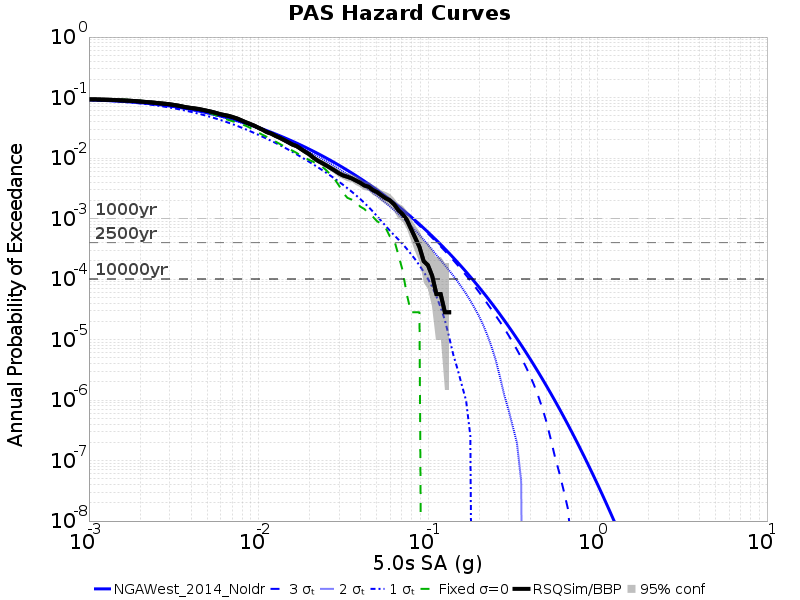 PAS Hazard Curves
Annual Probability of Exceedance
10^0
10^-1
10^-2
10^-3
10^-4
10^-5
10^-6
10^-7
10^-8
1000yr
2500yr
10000yr
10^-3 10^-2 10^-1 10^0 10^1
5.0s SA (g)
NGAWest_2014_NoIdr 3 σₜ 2 σₜ 1 σₜ Fixed σ=0 RSQSim/BBP 95% conf